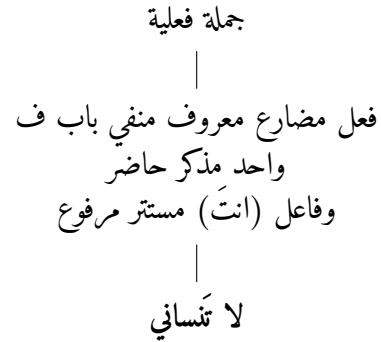 جملة فعلية
فعل مضارع معروف منفي باب ف
واحد مذكر حاضر
وفاعل (انتَ) مستتر مرفوع
لا تَنساني